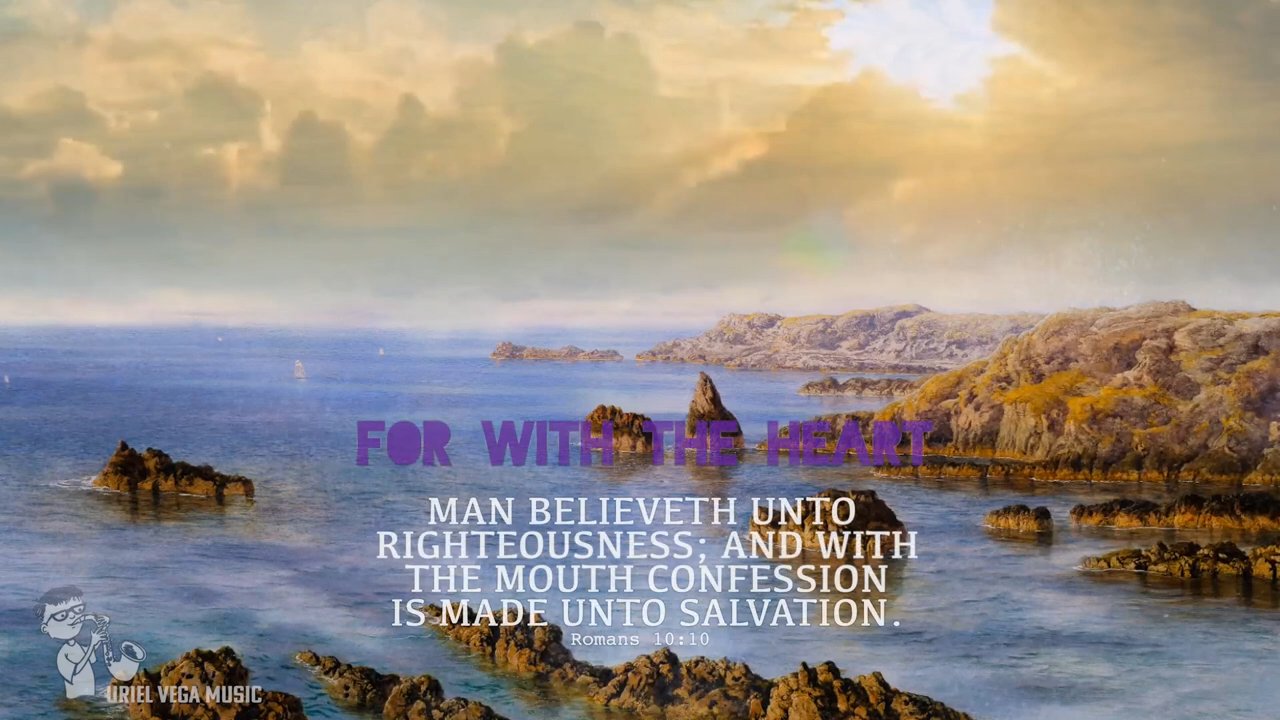 FOR WITH THE HEART
MAN BELIEVETH UNTO
RIGHTEOUSNESS; AND WITH
THE MOUTH CONFESSION
IS MADE UNTO SALVATION.
Romans 10:10
URIEL VEGA MUSIC